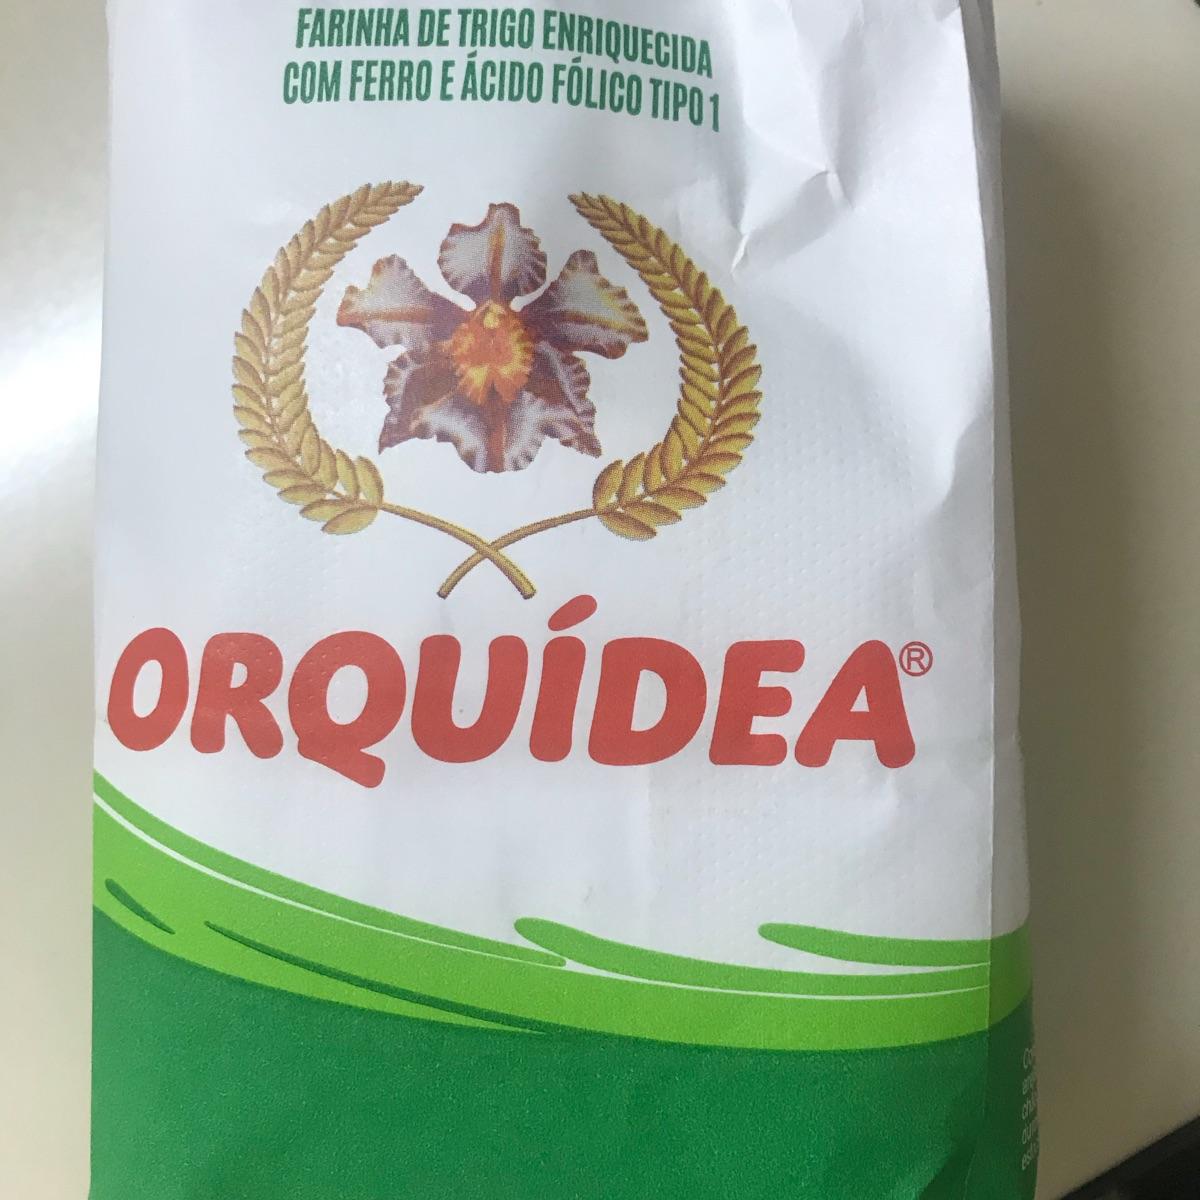 FARINHA DE TRIGO ENRIQUECIDA
COM FERRO E ÁCIDO FÓLICO TIPO 1
ORQUÍDEA®